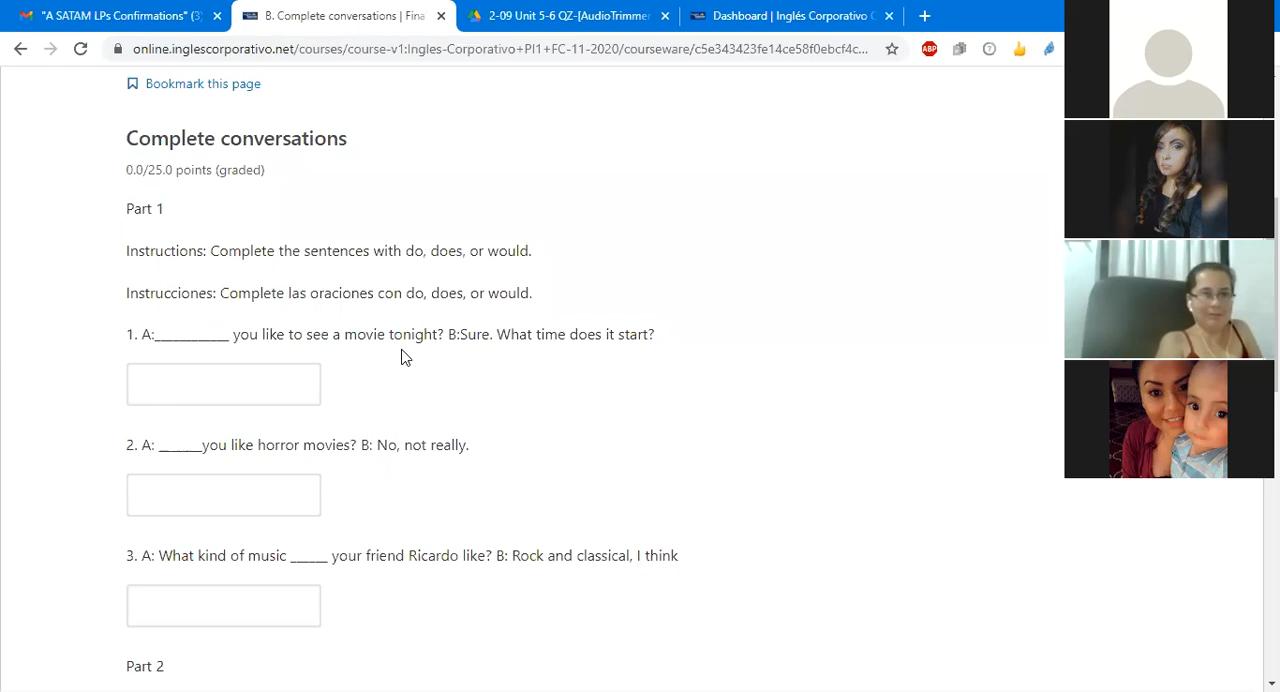 "A SATAM LPs Confirmations" (3)
B. Complete conversations | Fina
2-09 Unit 5-6 QZ-[AudioTrimmer
Dashboard | Inglés Corporativo C
online.inglescorporativo.net/courses/course-v1:Ingles-Corporativo+PI1+FC-11-2020/courseware/c5e343423fe14ce58f0ebcf4c...
ABP
Bookmark this page
Complete conversations
0.0/25.0 points (graded)
Part 1
Instructions: Complete the sentences with do, does, or would.
Instrucciones: Complete las oraciones con do, does, or would.
1. A:____________ you like to see a movie tonight? B:Sure. What time does it start?
2. A: _______you like horror movies? B: No, not really.
3. A: What kind of music ______ your friend Ricardo like? B: Rock and classical, I think
Part 2